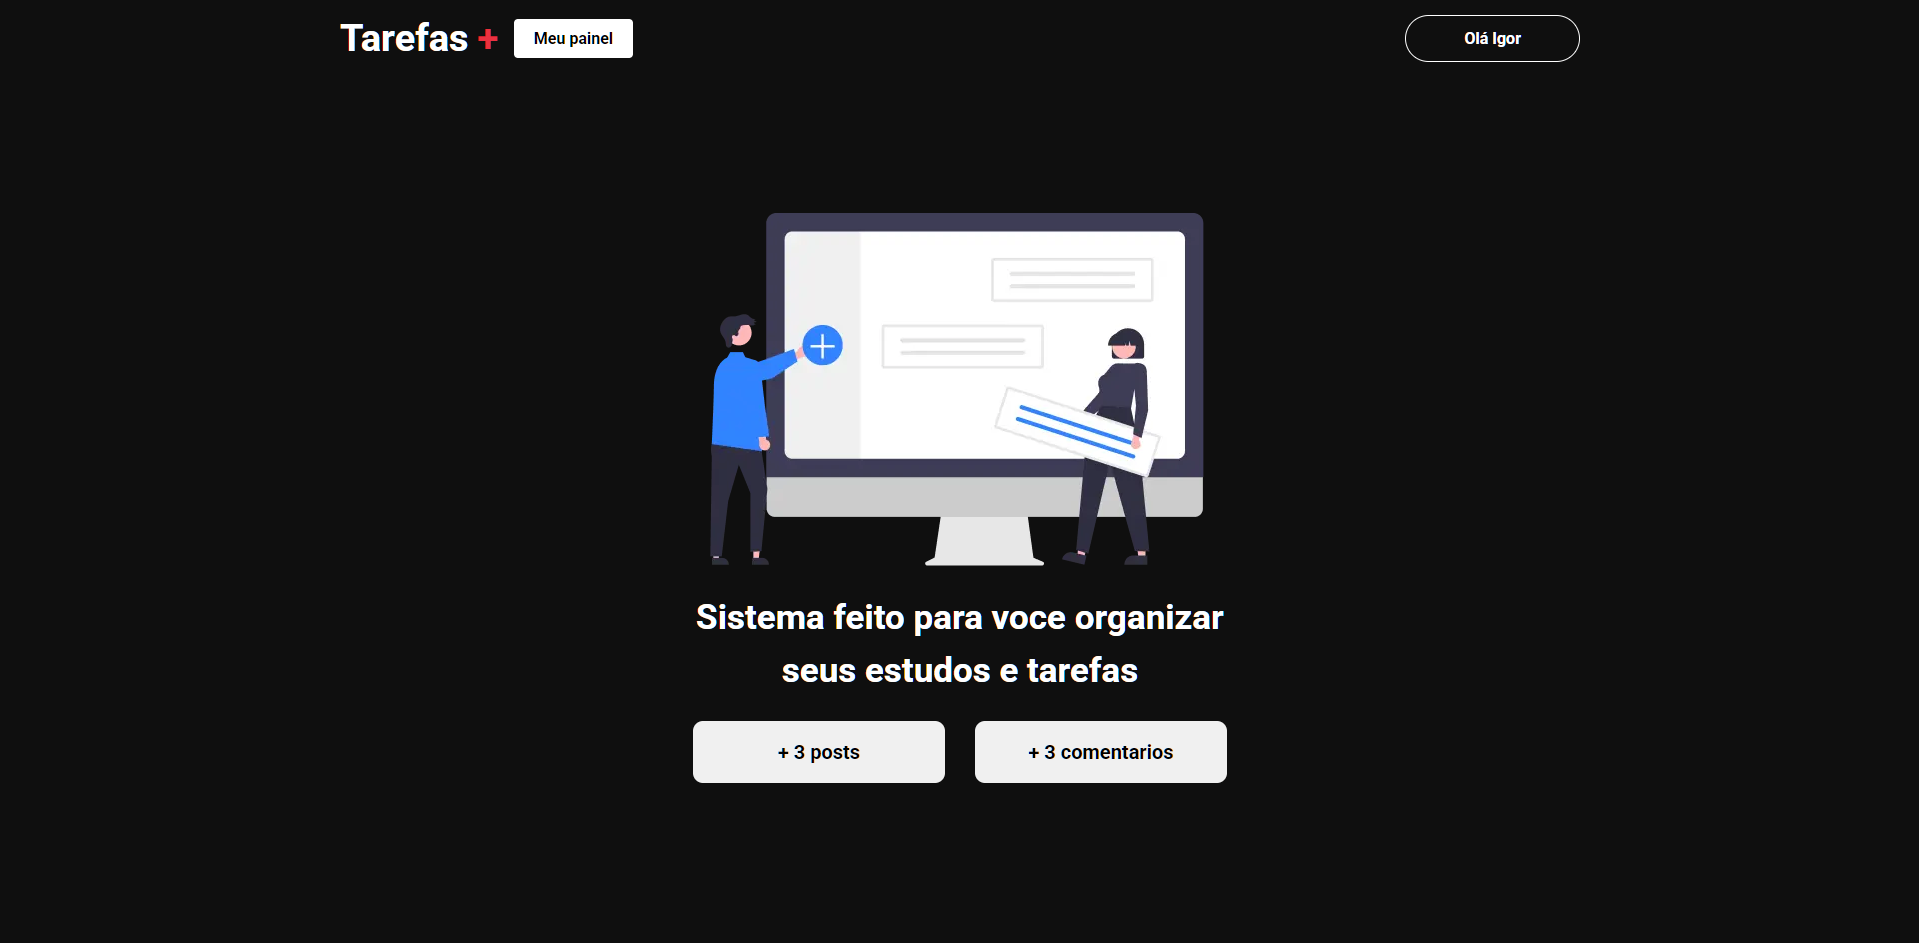 Tarefas +
Meu painel
Olá Igor
Sistema feito para voce organizar
seus estudos e tarefas
+ 3 posts
+ 3 comentarios